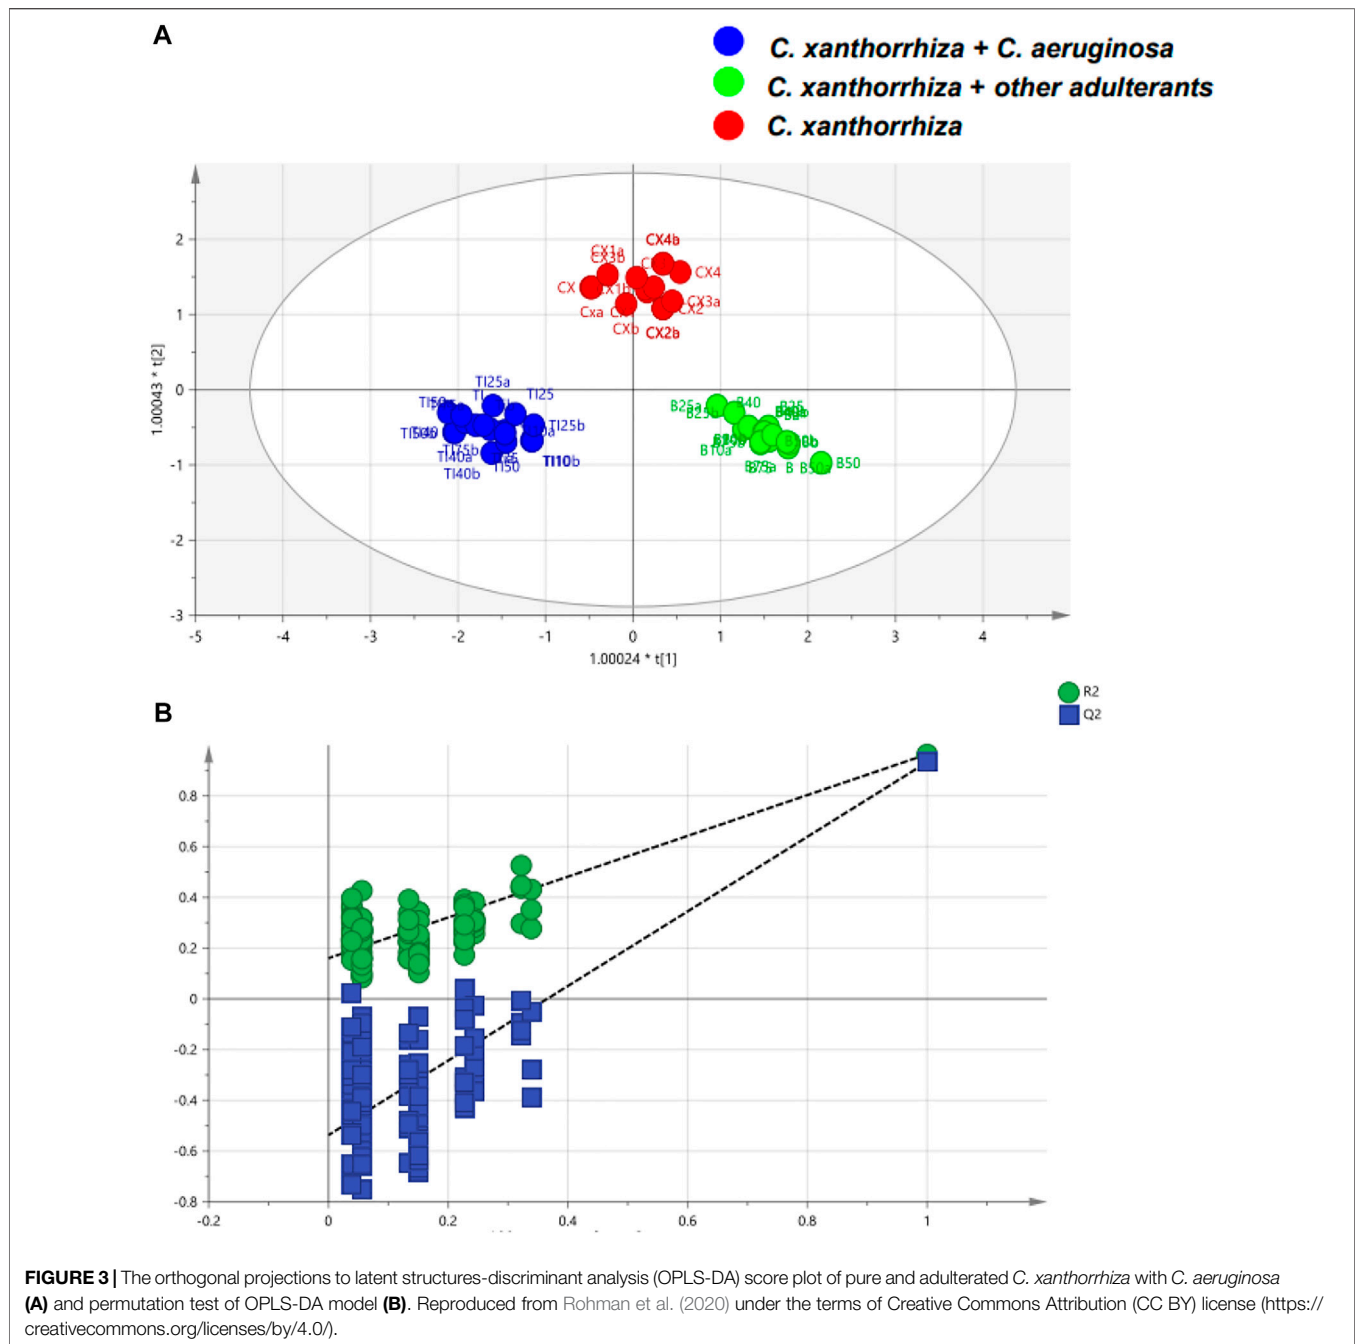 A
C. xanthorrhiza + C. aeruginosa
C. xanthorrhiza + other adulterants
C. xanthorrhiza
CX4b
CX1a
CX3b
CX
CX4
CX1b
CX3a
CX2
Cxa
CXb
CX2b
TI25a
TI25
TI25b
TI40
TI75b
TI40a
TI50
TI40b
TI10b
B25a
B40
B25
B10a
B
B50
2
1
0
-1
-2
-3
-5 -4 -3 -2 -1 0 1 2 3 4
1.00043 * t[2]
1.00024 * t[1]
B
R2
Q2
0.8
0.6
0.4
0.2
0
-0.2
-0.4
-0.6
-0.8
-0.2 0 0.2 0.4 0.6 0.8 1
FIGURE 3 | The orthogonal projections to latent structures-discriminant analysis (OPLS-DA) score plot of pure and adulterated C. xanthorrhiza with C. aeruginosa
(A) and permutation test of OPLS-DA model (B). Reproduced from Rohman et al. (2020) under the terms of Creative Commons Attribution (CC BY) license (https://
creativecommons.org/licenses/by/4.0/).